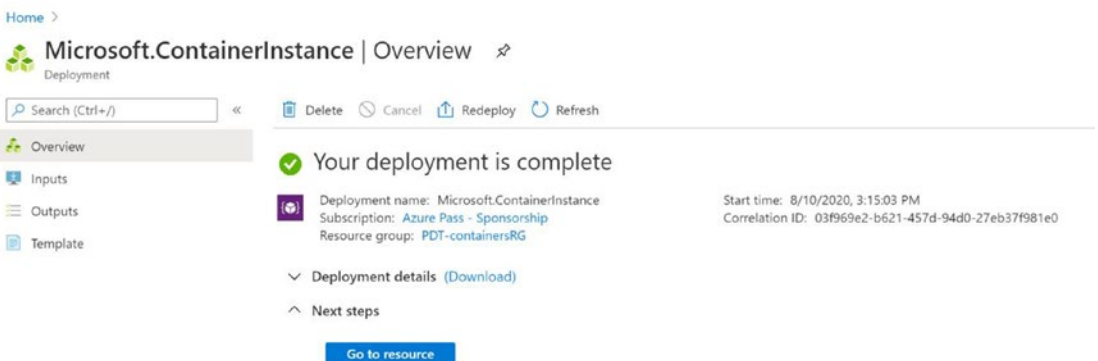 Home >
Microsoft.ContainerInstance | Overview
Deployment
Search (Ctrl+/)
«
Delete Cancel Redeploy Refresh
Overview
Inputs
Outputs
Template
Your deployment is complete
Deployment name: Microsoft.ContainerInstance
Subscription: Azure Pass - Sponsorship
Resource group: PDT-containersRG
Start time: 8/10/2020, 3:15:03 PM
Correlation ID: 03f969e2-b621-457d-94d0-27eb37f981e0
Deployment details (Download)
Next steps
Go to resource